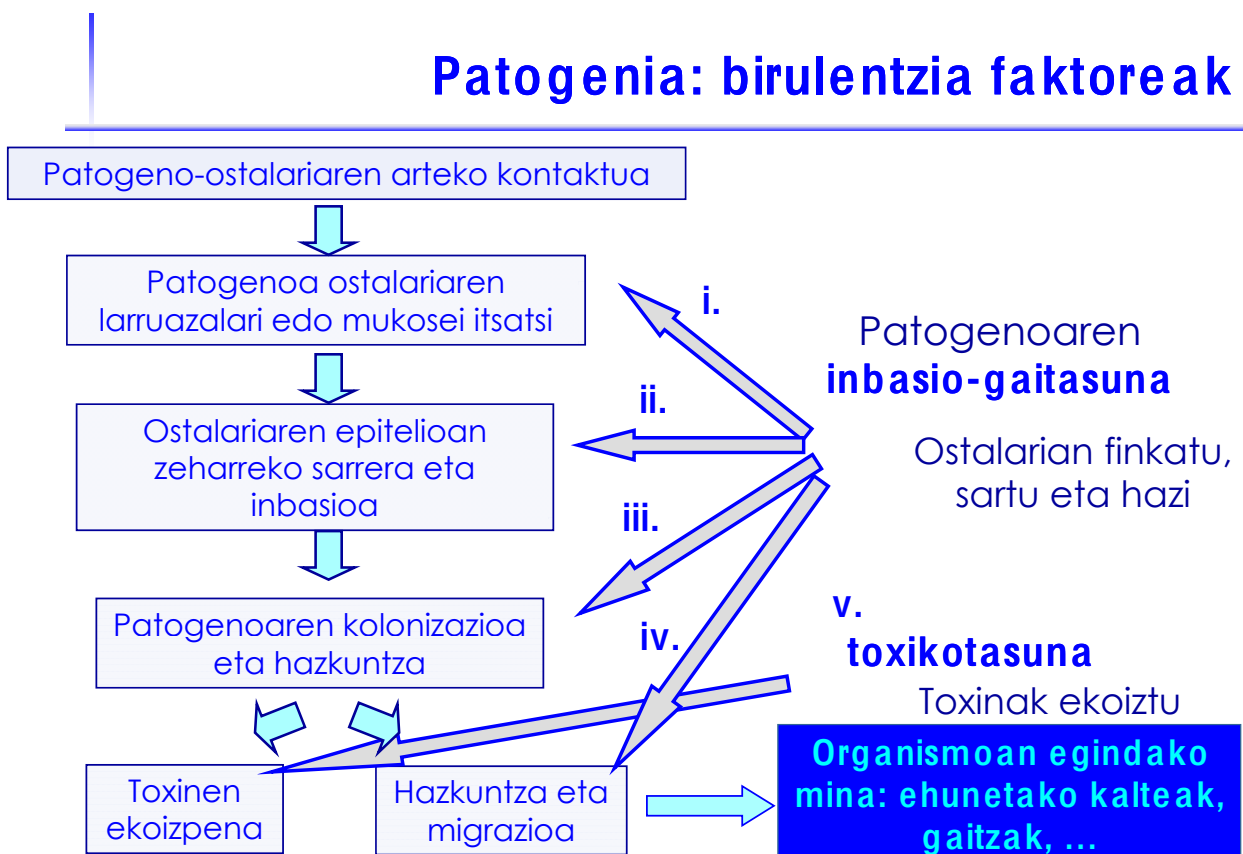 Patogenia: birulentzia faktoreak
Patogeno-ostalariaren arteko kontaktua
Patogenoa ostalariaren
larruazalari edo mukosei itsatsi
Ostalariaren epitelioan
zeharreko sarrera eta
inbasioa
Patogenoaren kolonizazioa
eta hazkuntza
Toxinen
ekoizpena
Hazkuntza eta
migrazioa
i.
ii.
iii.
iv.
Patogenoaren
inbasio-gaitasuna
Ostalarian finkatu,
sartu eta hazi
v.
toxikotasuna
Toxinak ekoiztu
Organismoan egindako
mina: ehunetako kalteak,
gaitzak, ...